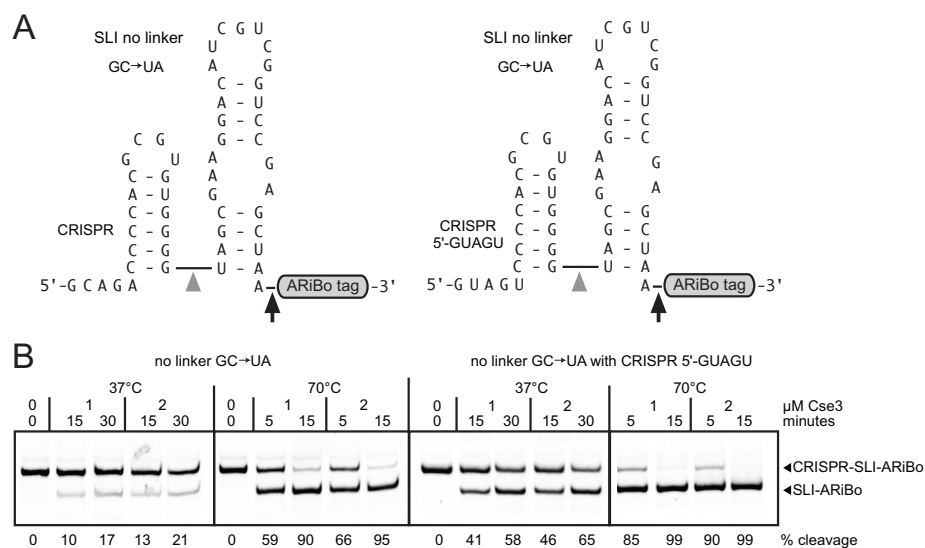 A
SLI no linker
GC→UA
C G U
U C
A G
C - G
A - U
G - C
G - C
C G
G U
A G
C - G
A A
A - U
G
C - G
C - G
C - G
G - C
C - G
A - U
C - G
U - A
CRISPR
5'-G C A G A
A
ARiBo tag
-3'
SLI no linker
GC→UA
C G U
U C
A G
C - G
A - U
G - C
G - C
C G
G U
A G
C - G
A A
A - U
G
C - G
C - G
C - G
G - C
C - G
A - U
C - G
U - A
CRISPR
5'-GUAGU
5'-G U A G U
A
ARiBo tag
-3'
B
no linker GC→UA
no linker GC→UA with CRISPR 5'-GUAGU
37°C 70°C 37°C 70°C
0 1 2 0 1 2 0 1 2 1 2 µM Cse3
0 15 30 15 30 0 5 15 5 15 0 15 30 15 30 5 15 5 15 minutes
CRISPR-SLI-ARiBo
SLI-ARiBo
0 10 17 13 21 0 59 90 66 95 0 41 58 46 65 85 99 90 99 % cleavage